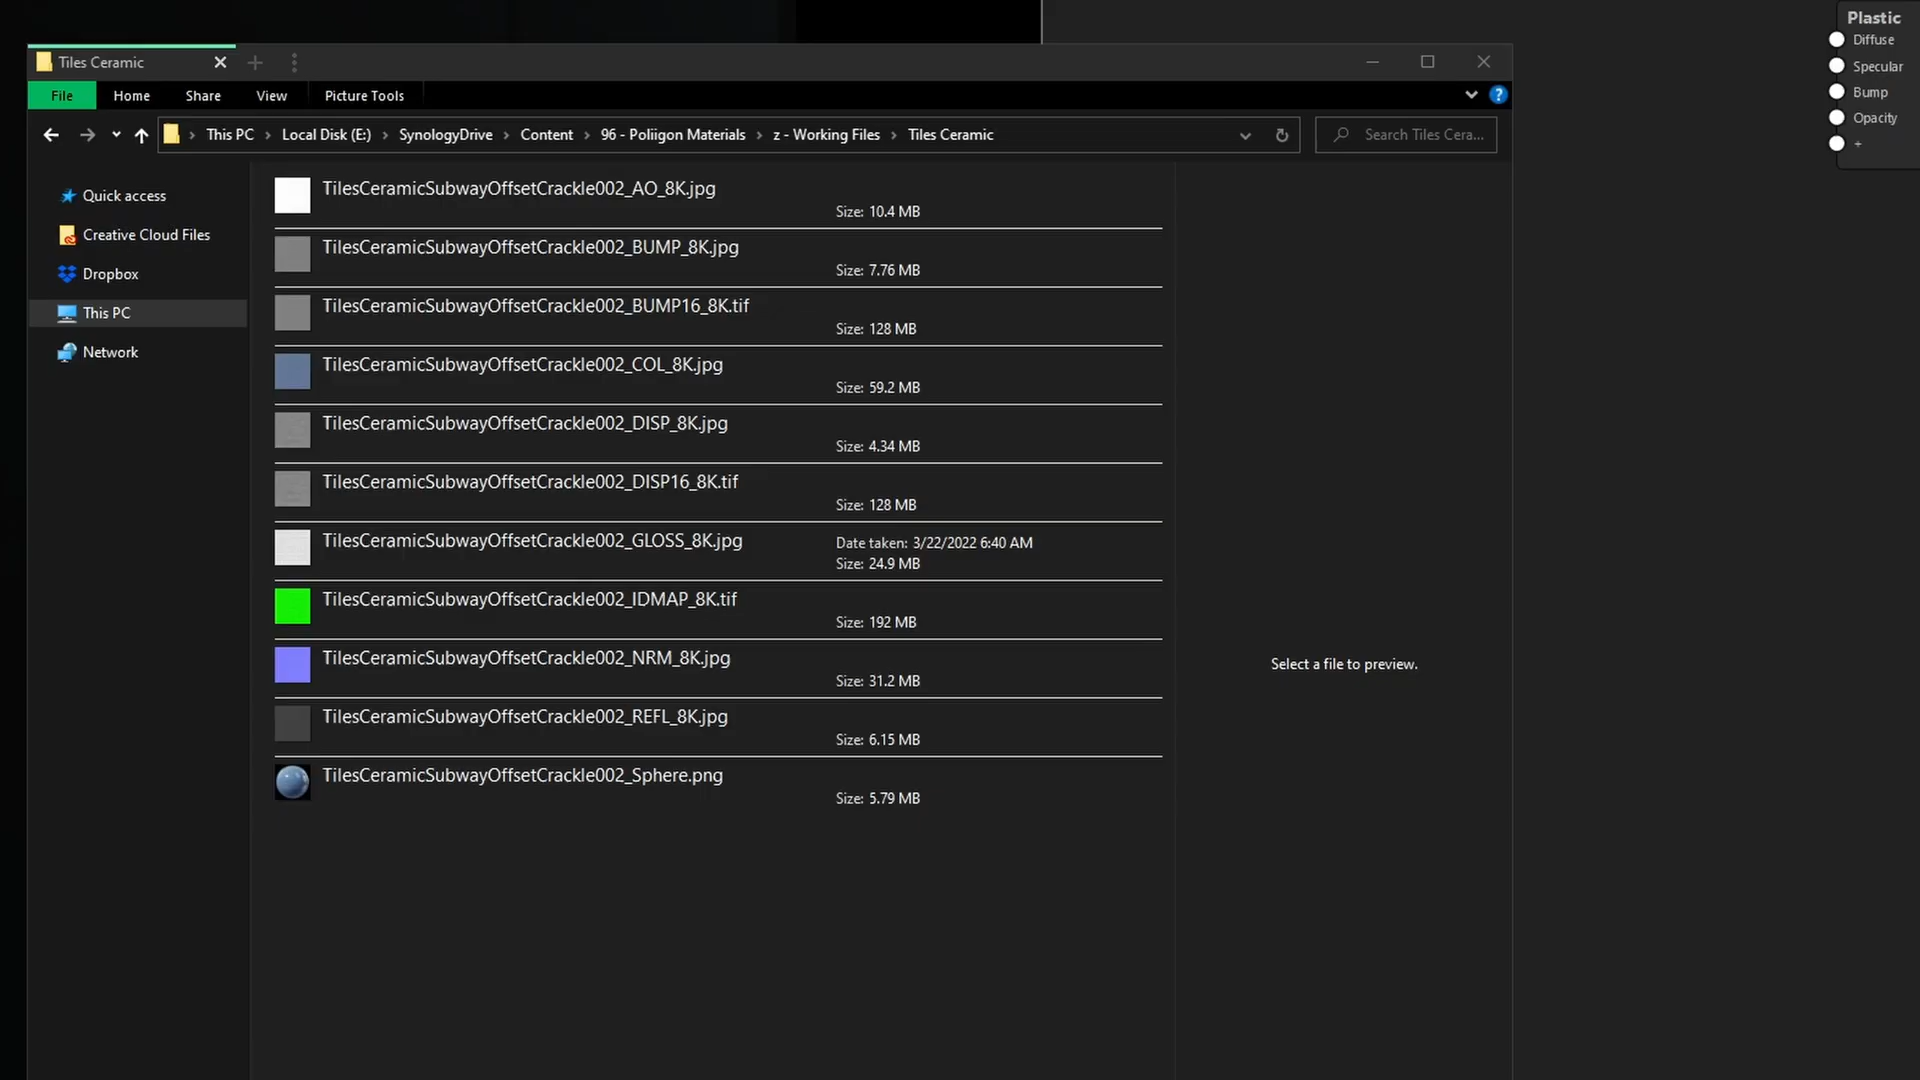 Plastic
Diffuse
Specular
Bump
Opacity
+
Tiles Ceramic
File Home Share View Picture Tools
This PC > Local Disk (E:) > SynologyDrive > Content > 96 - Poliigon Materials > z - Working Files > Tiles Ceramic
Search Tiles Cera...
Quick access
Creative Cloud Files
Dropbox
This PC
Network
TilesCeramicSubwayOffsetCrackle002_AO_8K.jpg
Size: 10.4 MB
TilesCeramicSubwayOffsetCrackle002_BUMP_8K.jpg
Size: 7.76 MB
TilesCeramicSubwayOffsetCrackle002_BUMP16_8K.tif
Size: 128 MB
TilesCeramicSubwayOffsetCrackle002_COL_8K.jpg
Size: 59.2 MB
TilesCeramicSubwayOffsetCrackle002_DISP_8K.jpg
Size: 4.34 MB
TilesCeramicSubwayOffsetCrackle002_DISP16_8K.tif
Size: 128 MB
TilesCeramicSubwayOffsetCrackle002_GLOSS_8K.jpg
Date taken: 3/22/2022 6:40 AM
Size: 24.9 MB
TilesCeramicSubwayOffsetCrackle002_IDMAP_8K.tif
Size: 192 MB
TilesCeramicSubwayOffsetCrackle002_NRM_8K.jpg
Size: 31.2 MB
TilesCeramicSubwayOffsetCrackle002_REFL_8K.jpg
Size: 6.15 MB
TilesCeramicSubwayOffsetCrackle002_Sphere.png
Size: 5.79 MB
Select a file to preview.